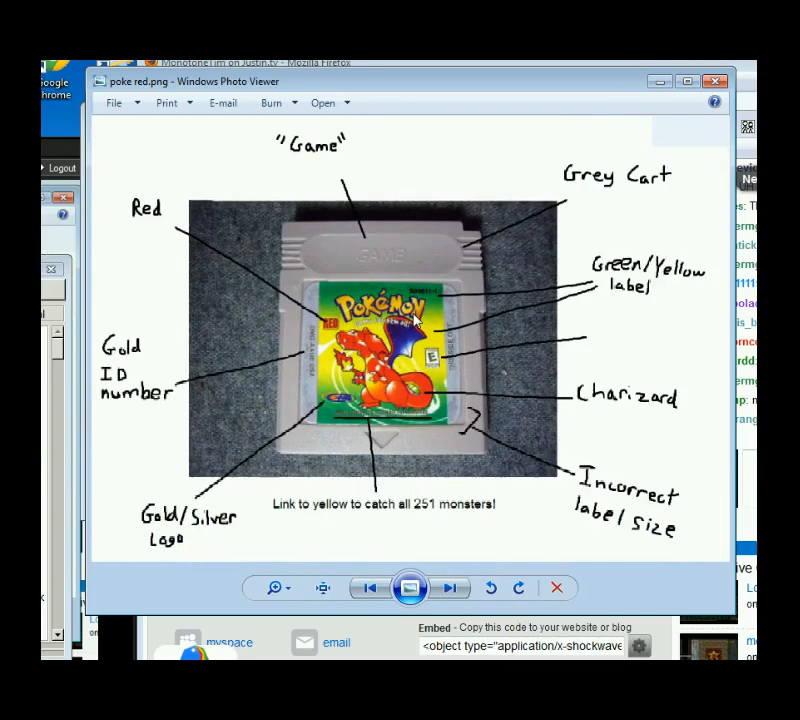 Google
Chrome
MonotoneTim on Justin.tv - Mozilla Firefox
poke red.png - Windows Photo Viewer
File Print E-mail Burn Open
Logout
"Game"
Grey Cart
Red
GAME
Green/Yellow
label
Pokémon
RED
E
Gold
ID
number
Charizard
Incorrect
label size
Link to yellow to catch all 251 monsters!
Gold/Silver
Logo
myspace
email
Embed - Copy this code to your website or blog
<object type="application/x-shockwave